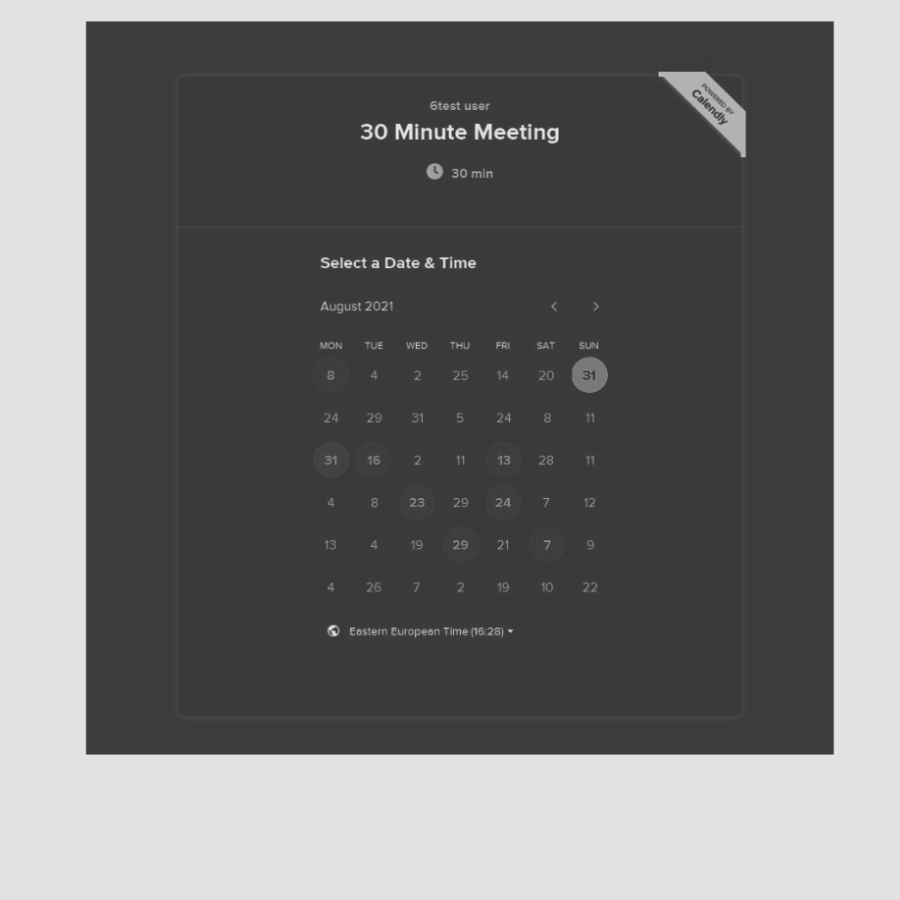 6test user
30 Minute Meeting
30 min
POWERED BY
Calendly
Select a Date & Time
August 2021
MON TUE WED THU FRI SAT SUN
8 4 2 25 14 20 31
24 29 31 5 24 8 11
31 16 2 11 13 28 11
4 8 23 29 24 7 12
13 4 19 29 21 7 9
4 26 7 2 19 10 22
Eastern European Time (16:28)